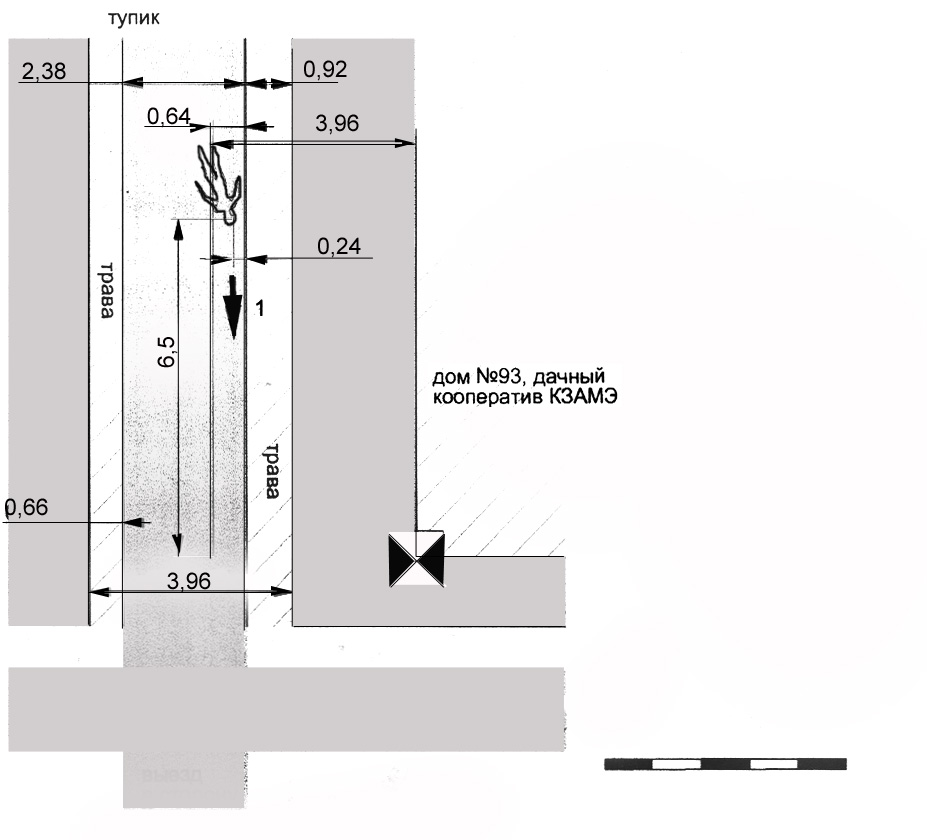 тупик
2,38
0,92
0,64
3,96
0,24
трава
1
6,5
дом №93, дачный
кооператив КЗАМЭ
трава
0,66
3,96
выезд